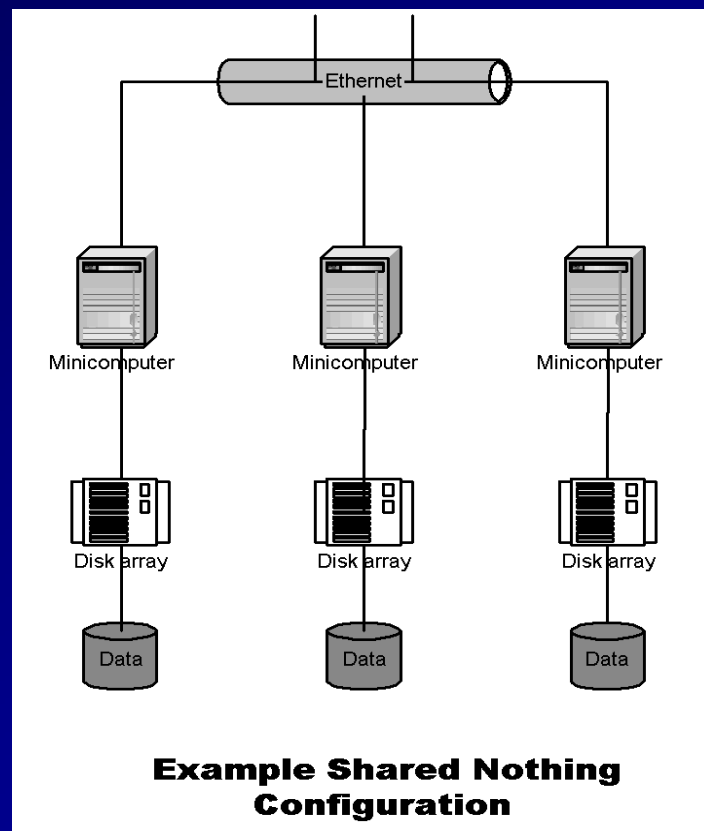 Ethernet
Minicomputer Minicomputer Minicomputer
Disk array Disk array Disk array
Data Data Data
Example Shared Nothing
Configuration